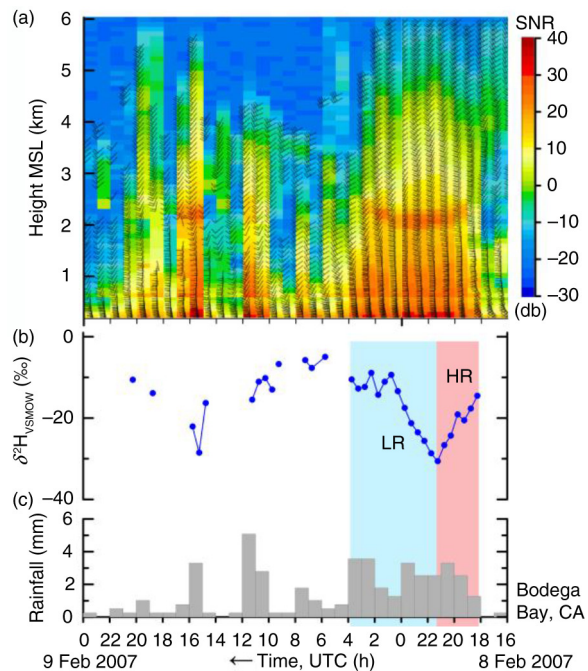 (a)
SNR
Height MSL (km)
6
5
4
3
2
1
40
30
20
10
0
−10
−20
−30
(db)
(b)
δ²H_VSMOW (‰)
0
−20
−40
HR
LR
(c)
Rainfall (mm)
6
4
2
0
Bodega
Bay, CA
0 22 20 18 16 14 12 10 8 6 4 2 0 22 20 18 16
9 Feb 2007 ← Time, UTC (h) 8 Feb 2007